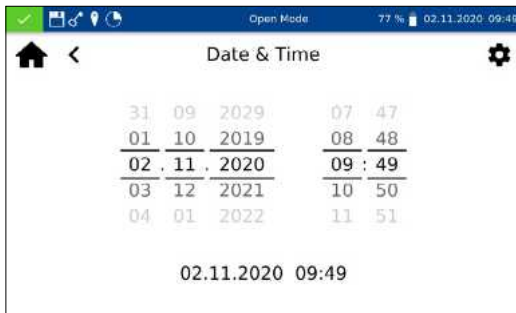 Open Mode 77 % 02.11.2020 09:49
Date & Time
31 09 2029 07 47
01 10 2019 08 48
02 . 11 . 2020 09 : 49
03 12 2021 10 50
04 01 2022 11 51
02.11.2020 09:49